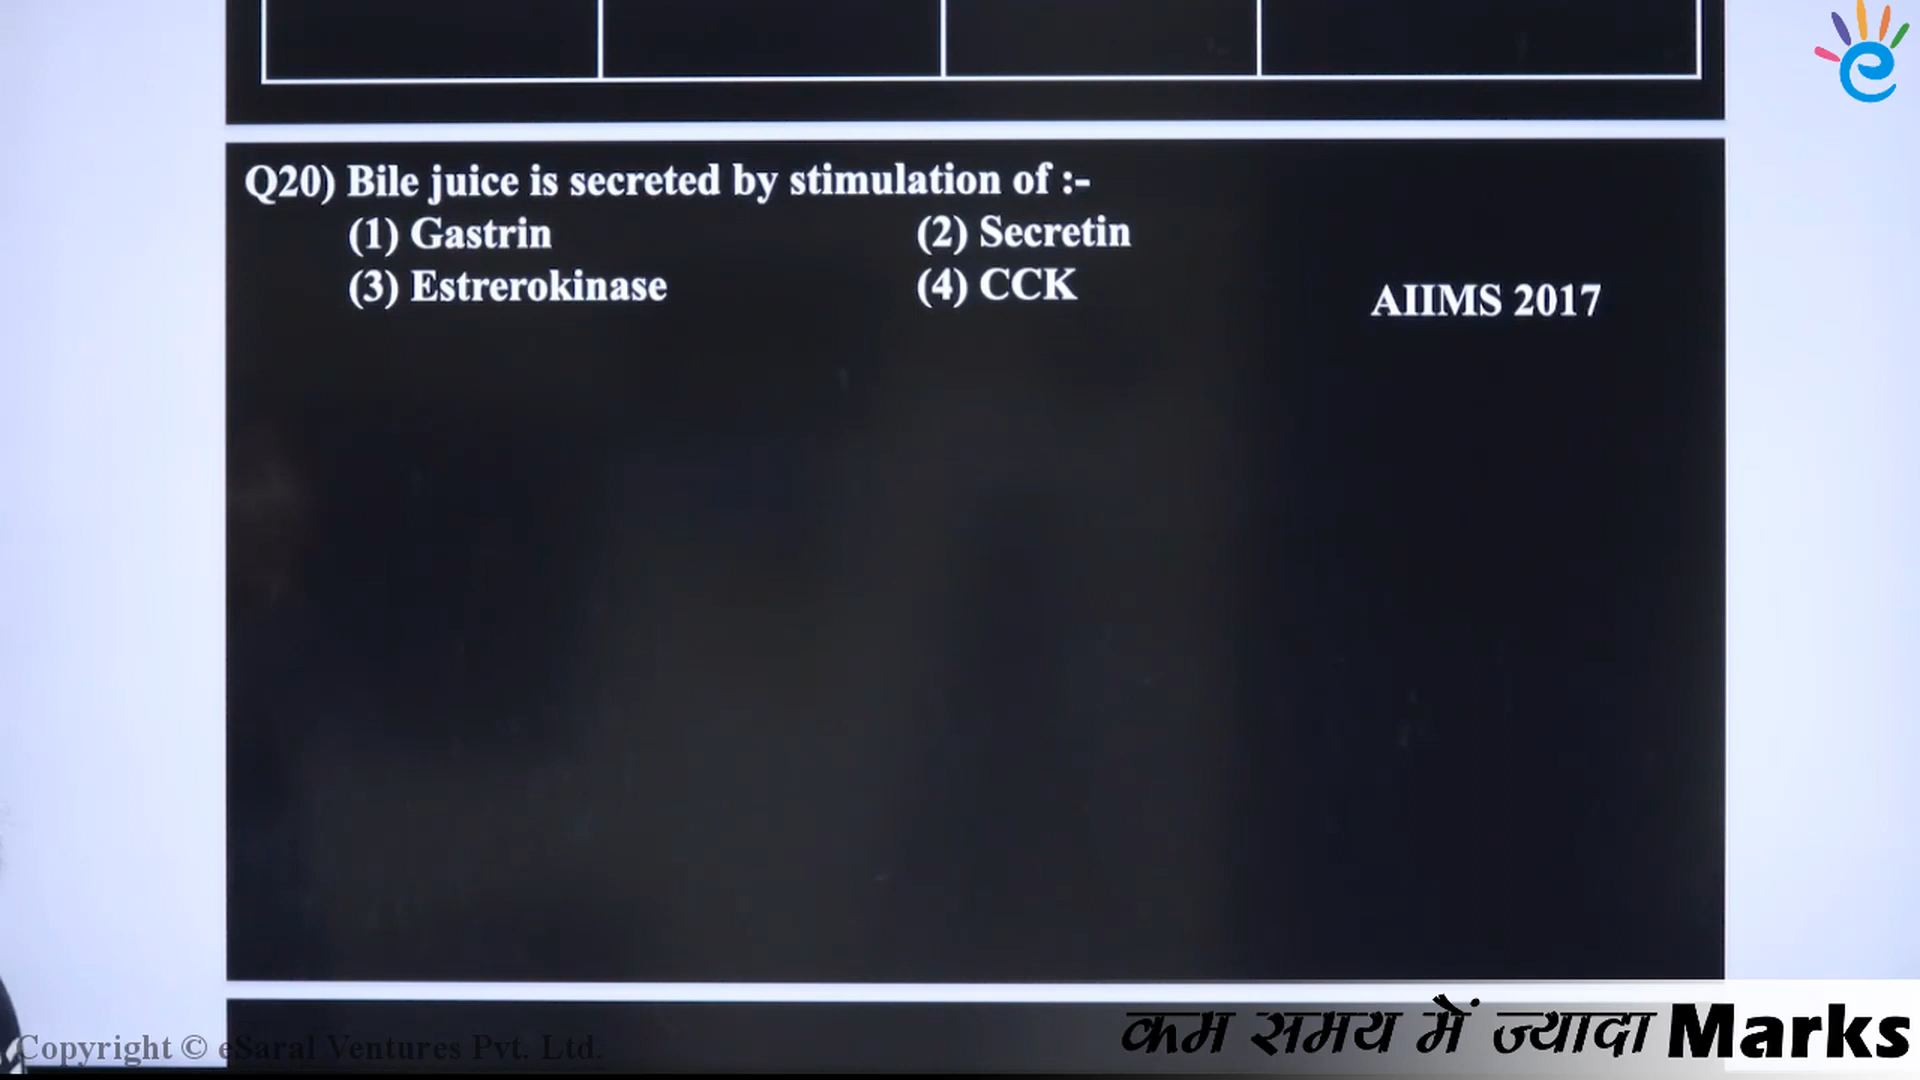 Q20) Bile juice is secreted by stimulation of :-
(1) Gastrin (2) Secretin
(3) Estrerokinase (4) CCK
AIIMS 2017
Copyright © eSaral Ventures Pvt. Ltd.
कम समय में ज्यादा Marks